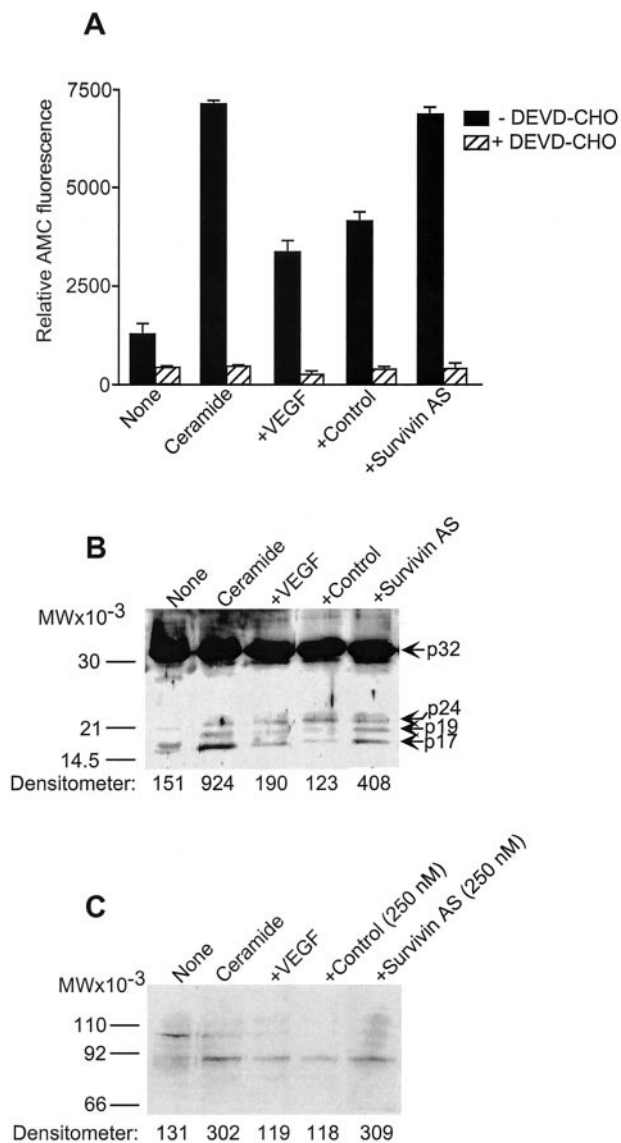 A
7500
5000
2500
0
Relative AMC fluorescence
- DEVD-CHO
+ DEVD-CHO
None
Ceramide
+VEGF
+Control
+Survivin AS
B
None
Ceramide
+VEGF
+Control
+Survivin AS
MWx10-3
30
21
14.5
p32
p24
p19
p17
Densitometer: 151 924 190 123 408
C
None
Ceramide
+VEGF
+Control (250 nM)
+Survivin AS (250 nM)
MWx10-3
110
92
66
Densitometer: 131 302 119 118 309